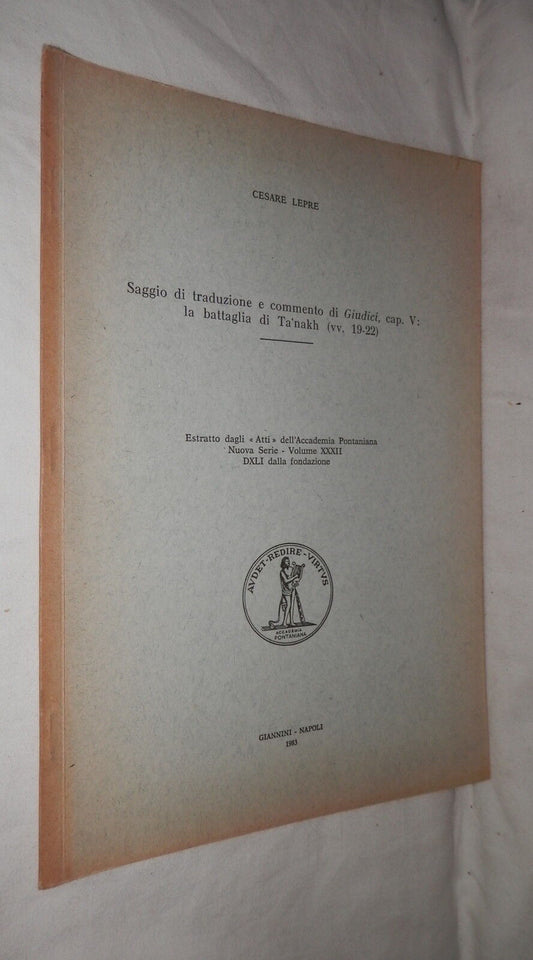 CESARE LEPRE
Saggio di traduzione e commento di Giudici, cap. V:
la battaglia di Ta'nakh (vv. 19-22)
Estratto dagli « Atti » dell'Accademia Pontaniana
Nuova Serie - Volume XXXII
DXLI dalla fondazione
AVDET · REDIRE · VIRTVS
ACCADEMIA
PONTANIANA
GIANNINI - NAPOLI
1983